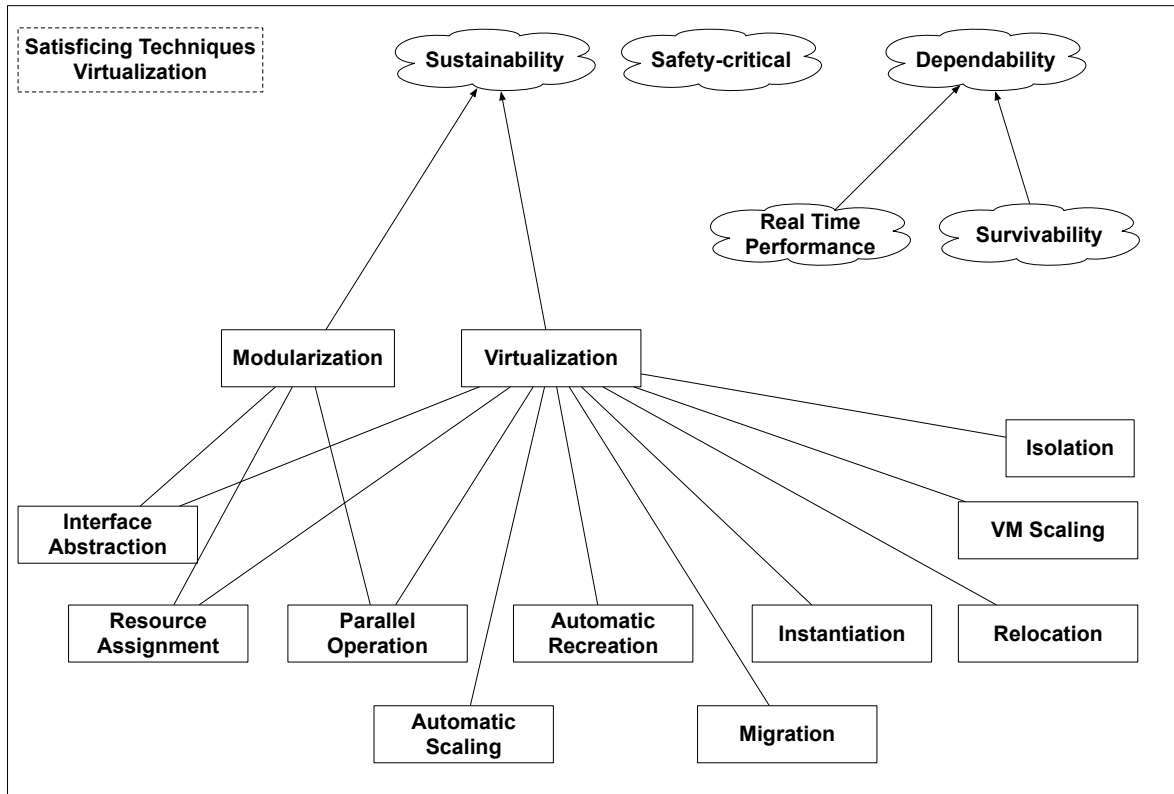 Satisficing Techniques
Virtualization
Sustainability
Safety-critical
Dependability
Real Time
Performance
Survivability
Modularization
Virtualization
Isolation
Interface
Abstraction
VM Scaling
Resource
Assignment
Parallel
Operation
Automatic
Recreation
Instantiation
Relocation
Automatic
Scaling
Migration